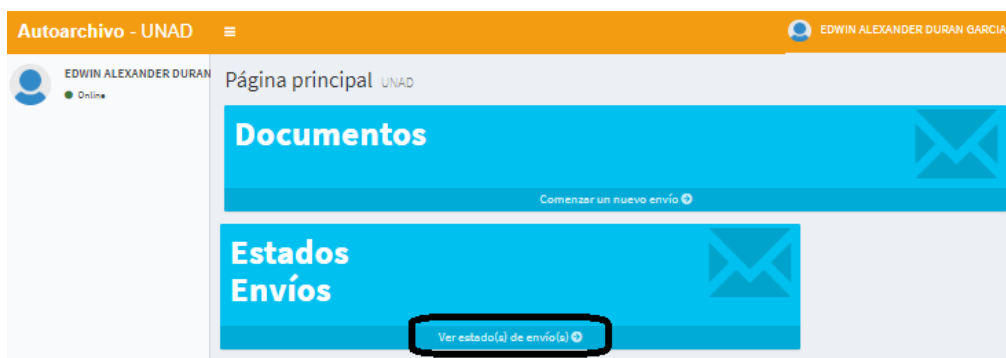 Autoarchivo - UNAD
EDWIN ALEXANDER DURAN GARCIA
EDWIN ALEXANDER DURAN
Online
Página principal UNAD
Documentos
Comenzar un nuevo envío
Estados
Envíos
Ver estado(s) de envío(s)